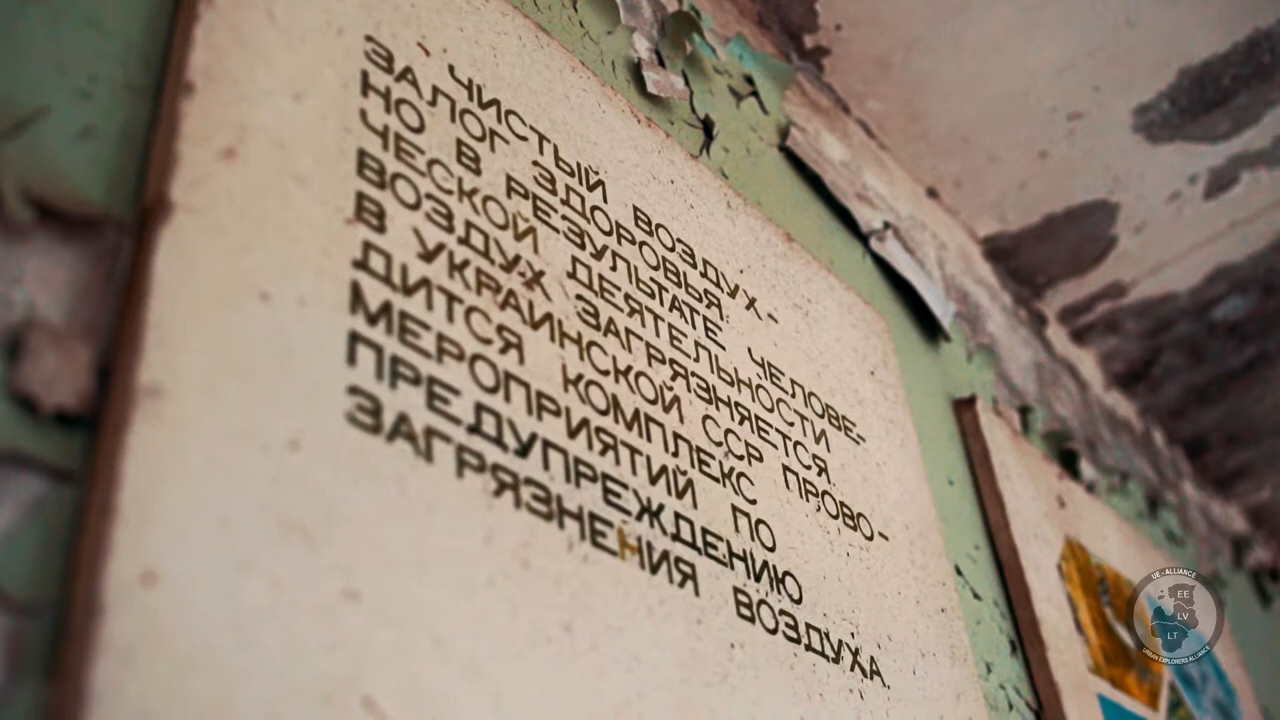 ЧИСТЫЙ ВОЗДУХ-
ЗАЛОГ ЗДОРОВЬЯ.
НО В РЕЗУЛЬТАТЕ ЧЕЛОВЕ-
ЧЕСКОЙ ДЕЯТЕЛЬНОСТИ
ВОЗДУХ ЗАГРЯЗНЯЕТСЯ.
В УКРАИНСКОЙ ССР ПРОВО-
ДИТСЯ КОМПЛЕКС
МЕРОПРИЯТИЙ ПО
ПРЕДУПРЕЖДЕНИЮ
ЗАГРЯЗНЕНИЯ ВОЗДУХА.
UE - ALLIANCE
EE
LV
LT
URBAN EXPLORERS ALLIANCE